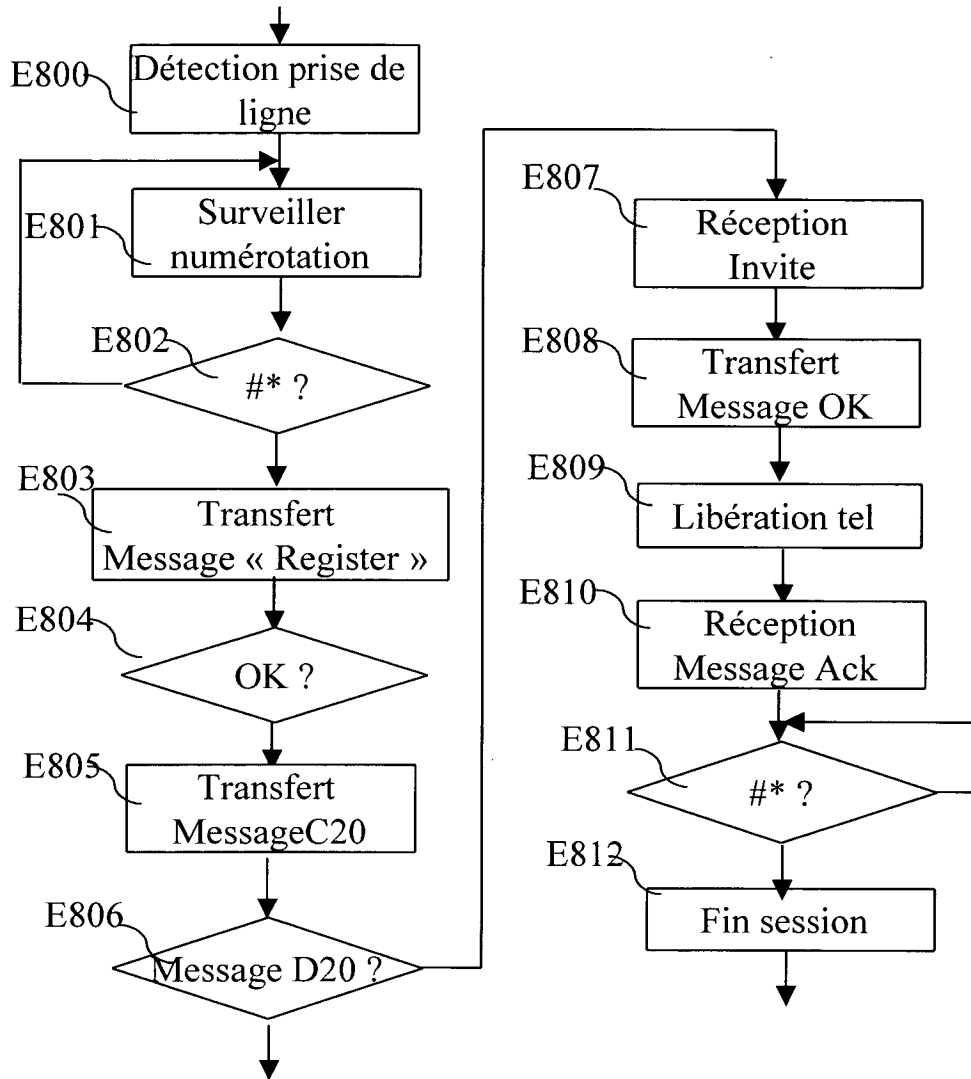 E800
Détection prise de
ligne
E801
Surveiller
numérotation
E802
#* ?
E803
Transfert
Message « Register »
E804
OK ?
E805
Transfert
MessageC20
E806
Message D20 ?
E807
Réception
Invite
E808
Transfert
Message OK
E809
Libération tel
E810
Réception
Message Ack
E811
#* ?
E812
Fin session